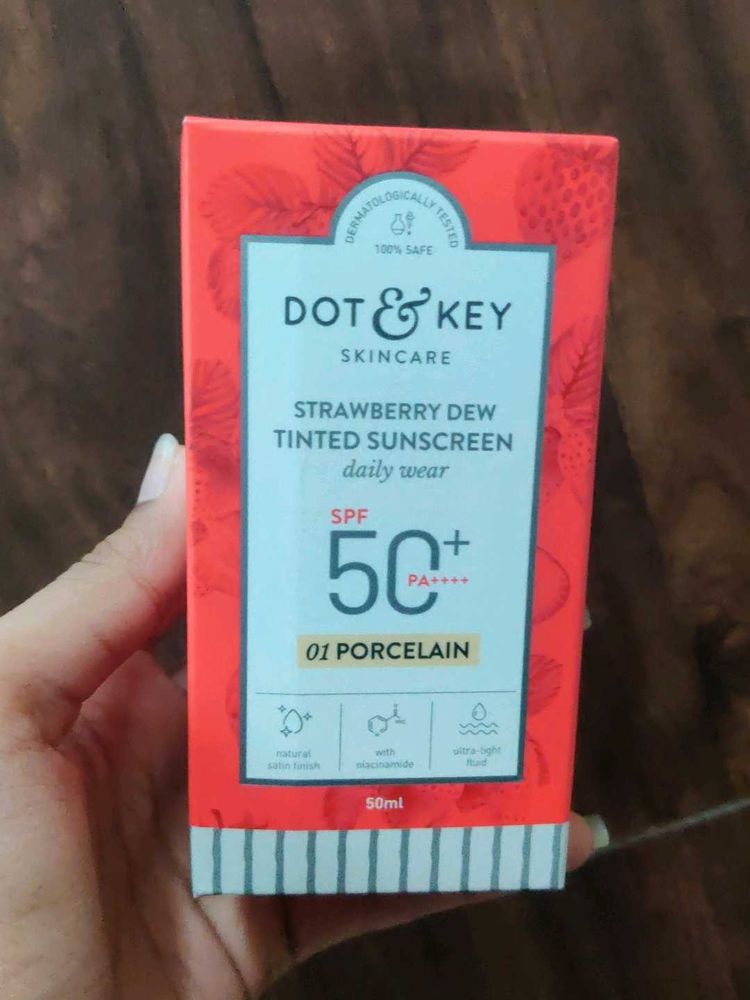 DERMATOLOGICALLY TESTED
100% SAFE
DOT & KEY
SKINCARE
STRAWBERRY DEW
TINTED SUNSCREEN
daily wear
SPF
50+
PA++++
01 PORCELAIN
natural
satin finish
with
niacinamide
ultra-light
fluid
50ml